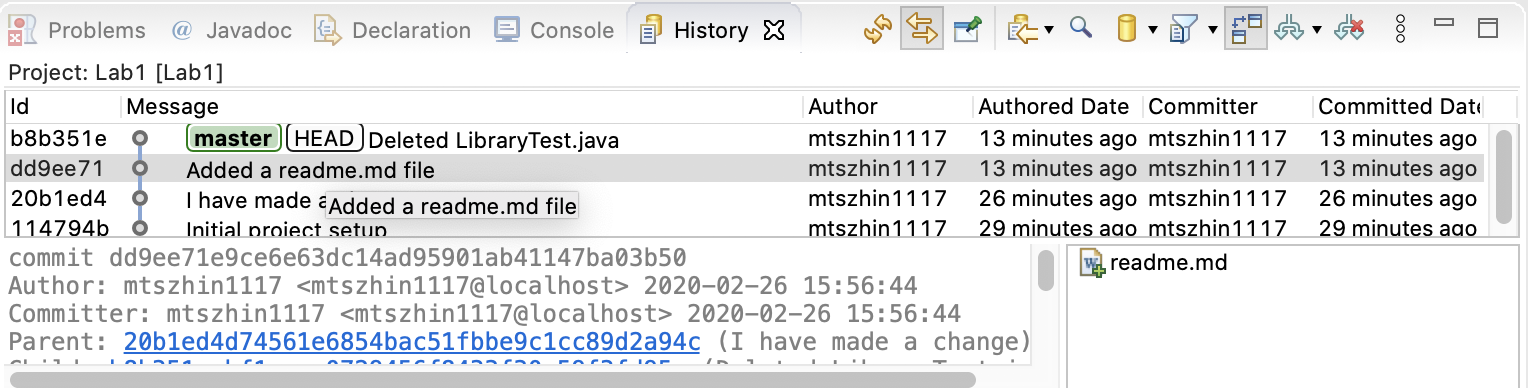 Problems @ Javadoc Declaration Console History
Project: Lab1 [Lab1]
Id Message Author Authored Date Committer Committed Date
b8b351e master HEAD Deleted LibraryTest.java mtszhin1117 13 minutes ago mtszhin1117 13 minutes ago
dd9ee71 Added a readme.md file mtszhin1117 13 minutes ago mtszhin1117 13 minutes ago
20b1ed4 I have made a mtszhin1117 26 minutes ago mtszhin1117 26 minutes ago
Added a readme.md file
114794b Initial project setup mtszhin1117 29 minutes ago mtszhin1117 29 minutes ago
commit dd9ee71e9ce6e63dc14ad95901ab41147ba03b50
Author: mtszhin1117 <mtszhin1117@localhost> 2020-02-26 15:56:44
Committer: mtszhin1117 <mtszhin1117@localhost> 2020-02-26 15:56:44
Parent: 20b1ed4d74561e6854bac51fbbe9c1cc89d2a94c (I have made a change)
readme.md